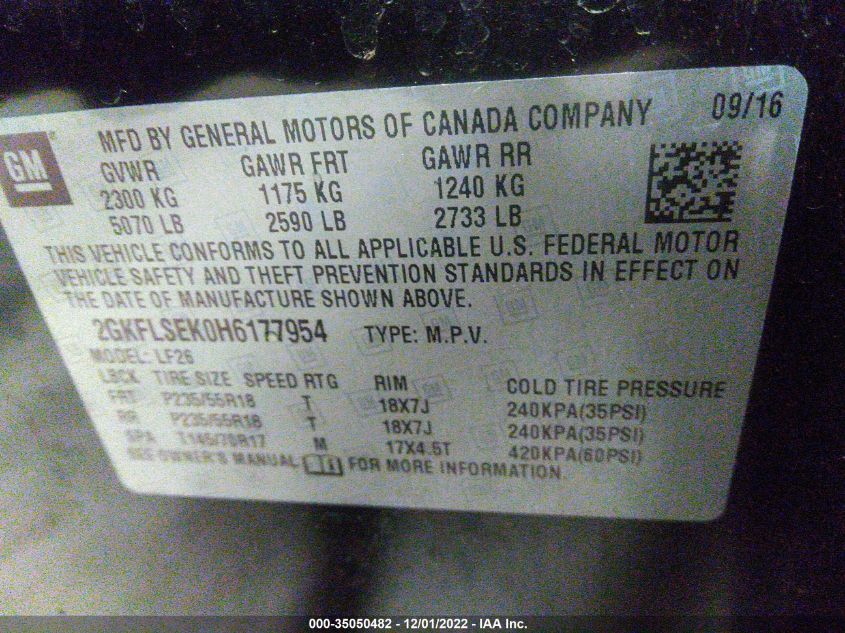 GM
MFD BY GENERAL MOTORS OF CANADA COMPANY 09/16
GVWR GAWR FRT GAWR RR
2300 KG 1175 KG 1240 KG
5070 LB 2590 LB 2733 LB
THIS VEHICLE CONFORMS TO ALL APPLICABLE U.S. FEDERAL MOTOR
VEHICLE SAFETY AND THEFT PREVENTION STANDARDS IN EFFECT ON
THE DATE OF MANUFACTURE SHOWN ABOVE.
2GKFLSEK0H6177954 TYPE: M.P.V.
MODEL: LF26
LBCK TIRE SIZE SPEED RTG RIM COLD TIRE PRESSURE
FRT P235/55R18 T 18X7J 240KPA(35PSI)
RR P235/55R18 T 18X7J 240KPA(35PSI)
SPA T145/70R17 M 17X4.5T 420KPA(60PSI)
SEE OWNER'S MANUAL FOR MORE INFORMATION.
000-35050482 - 12/01/2022 - IAA Inc.